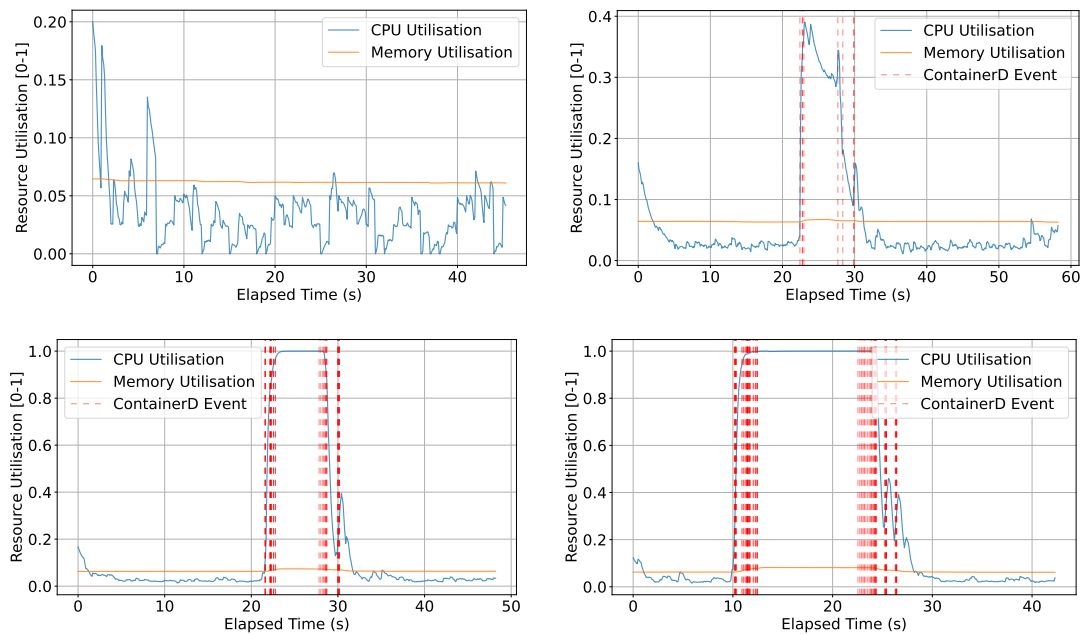 0.20
0.15
0.10
0.05
0.00
Resource Utilisation [0-1]
CPU Utilisation
Memory Utilisation
0 10 20 30 40
Elapsed Time (s)
0.4
0.3
0.2
0.1
0.0
Resource Utilisation [0-1]
CPU Utilisation
Memory Utilisation
ContainerD Event
0 10 20 30 40 50 60
Elapsed Time (s)
1.0
0.8
0.6
0.4
0.2
0.0
Resource Utilisation [0-1]
CPU Utilisation
Memory Utilisation
ContainerD Event
0 10 20 30 40 50
Elapsed Time (s)
1.0
0.8
0.6
0.4
0.2
0.0
Resource Utilisation [0-1]
CPU Utilisation
Memory Utilisation
ContainerD Event
0 10 20 30 40
Elapsed Time (s)